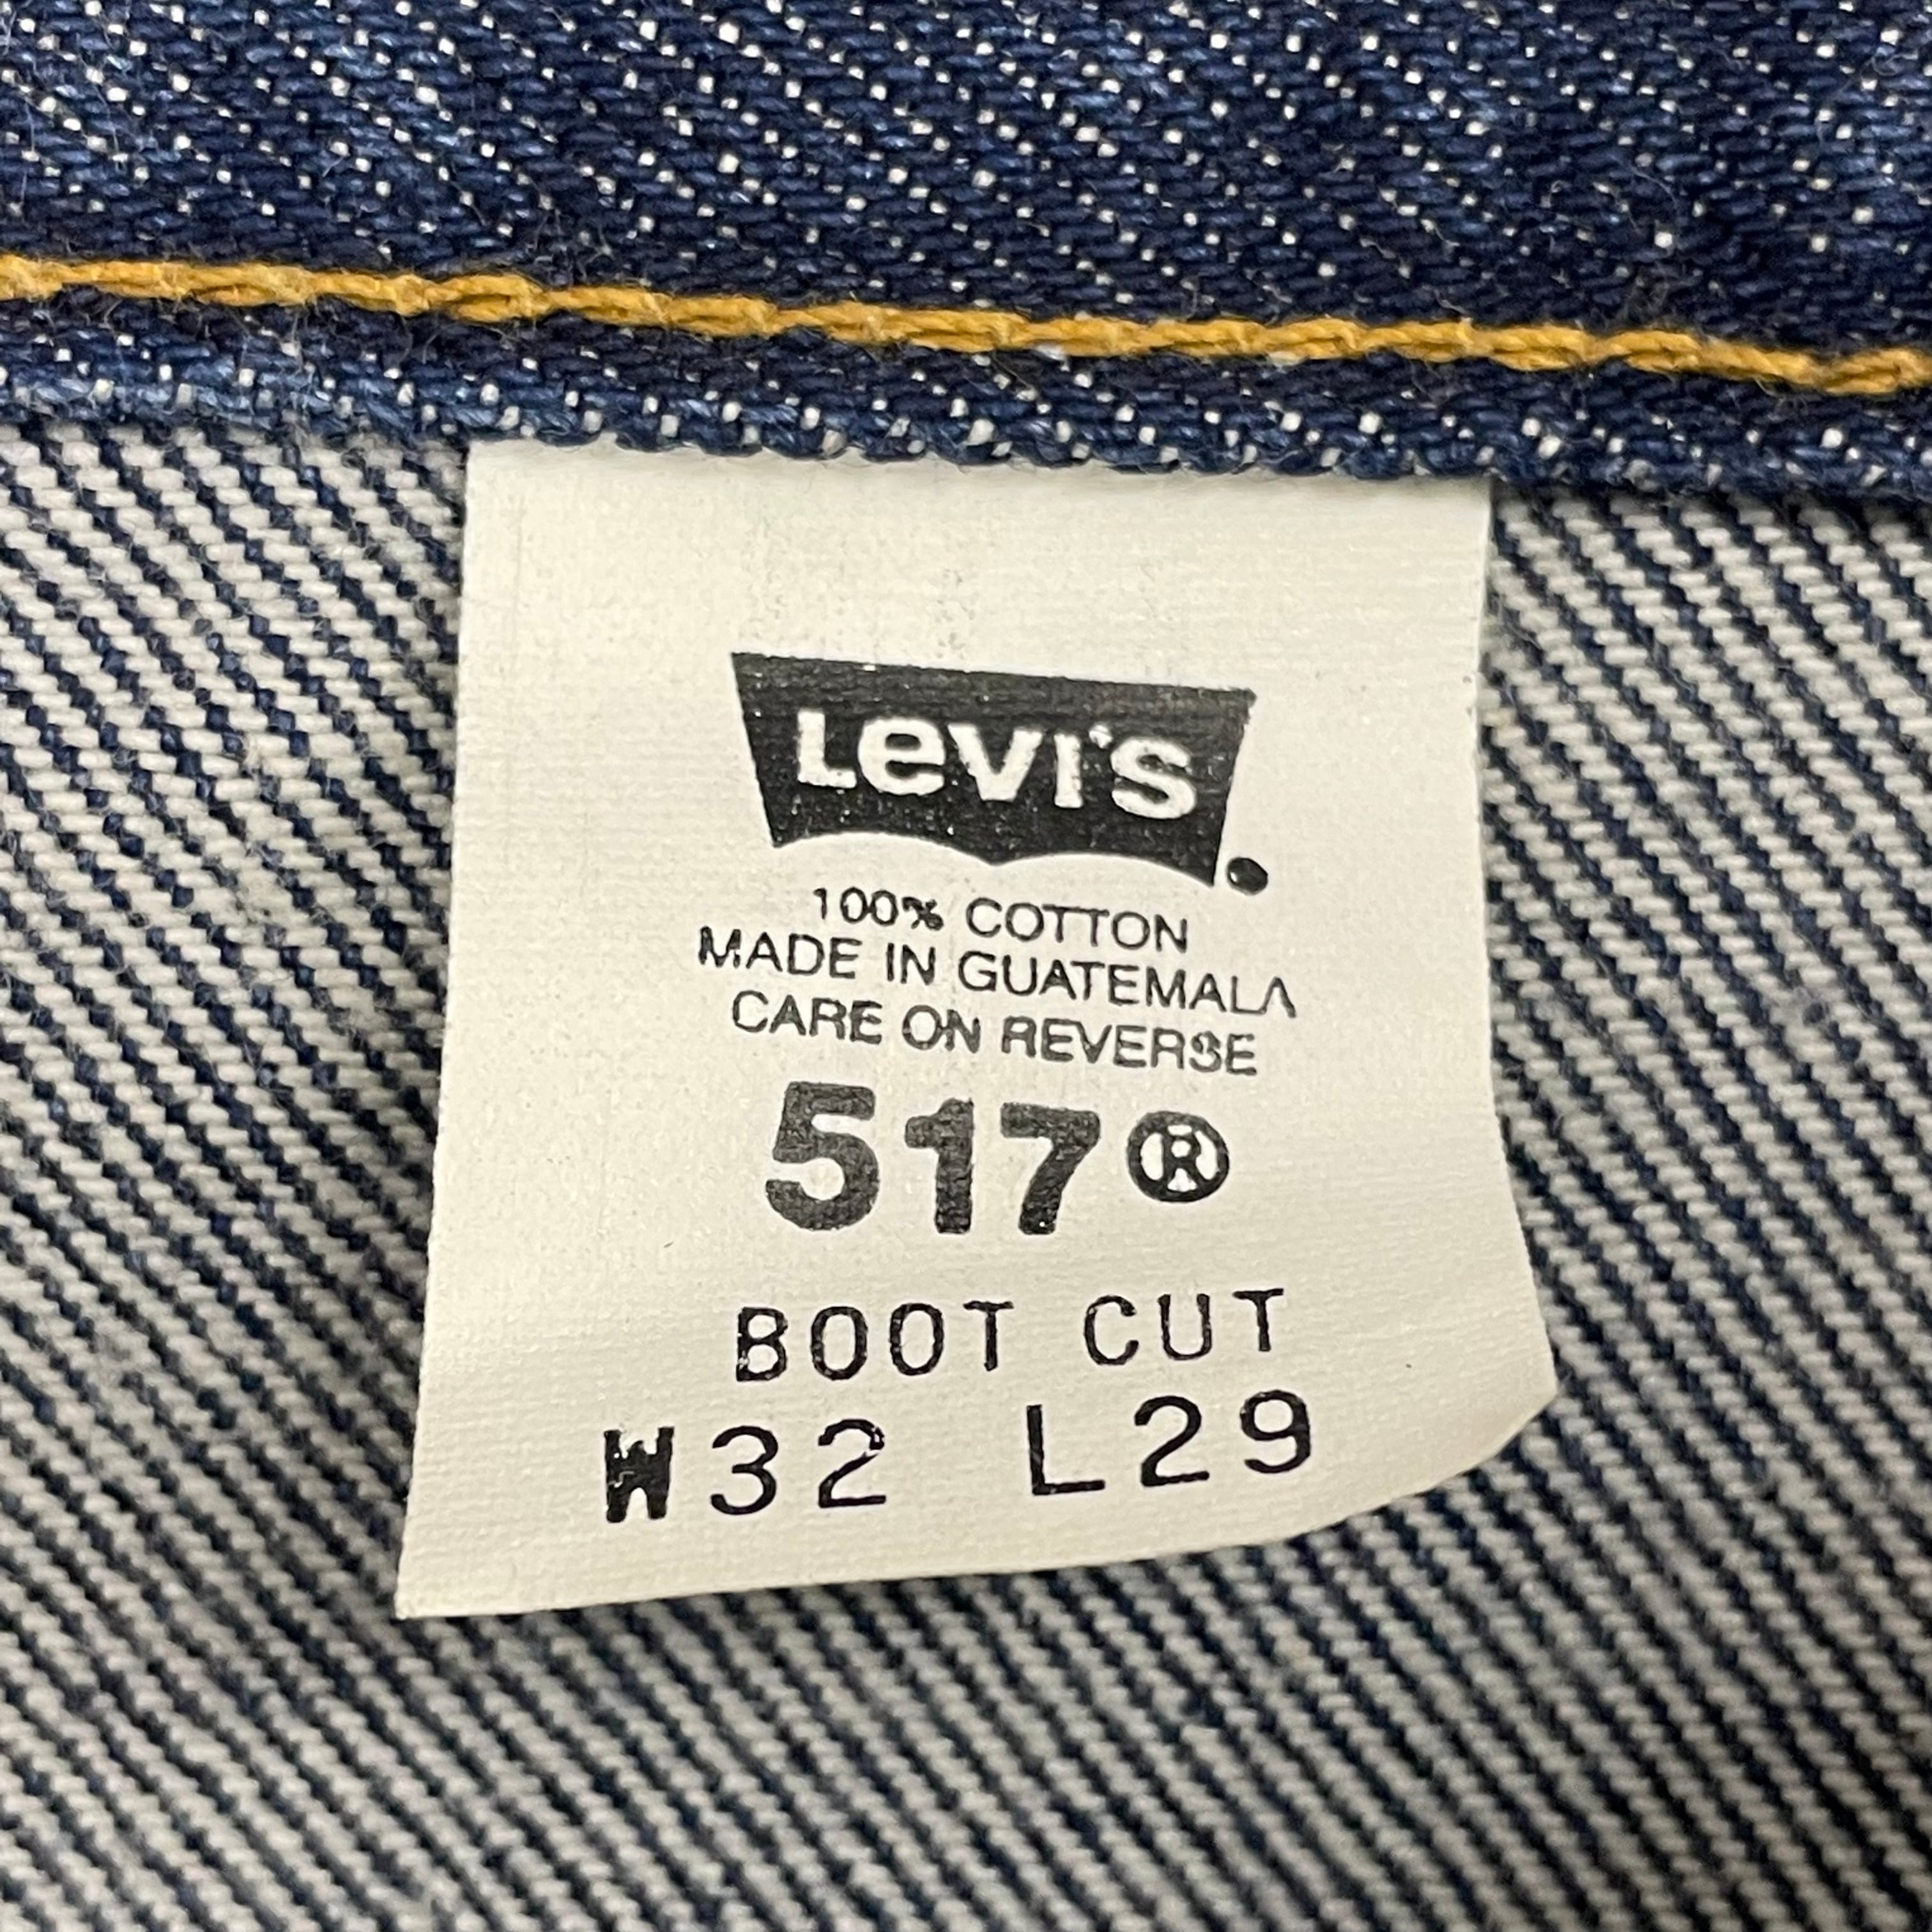 Levi's
100% COTTON
MADE IN GUATEMALA
CARE ON REVERSE
517®
BOOT CUT
W32 L29